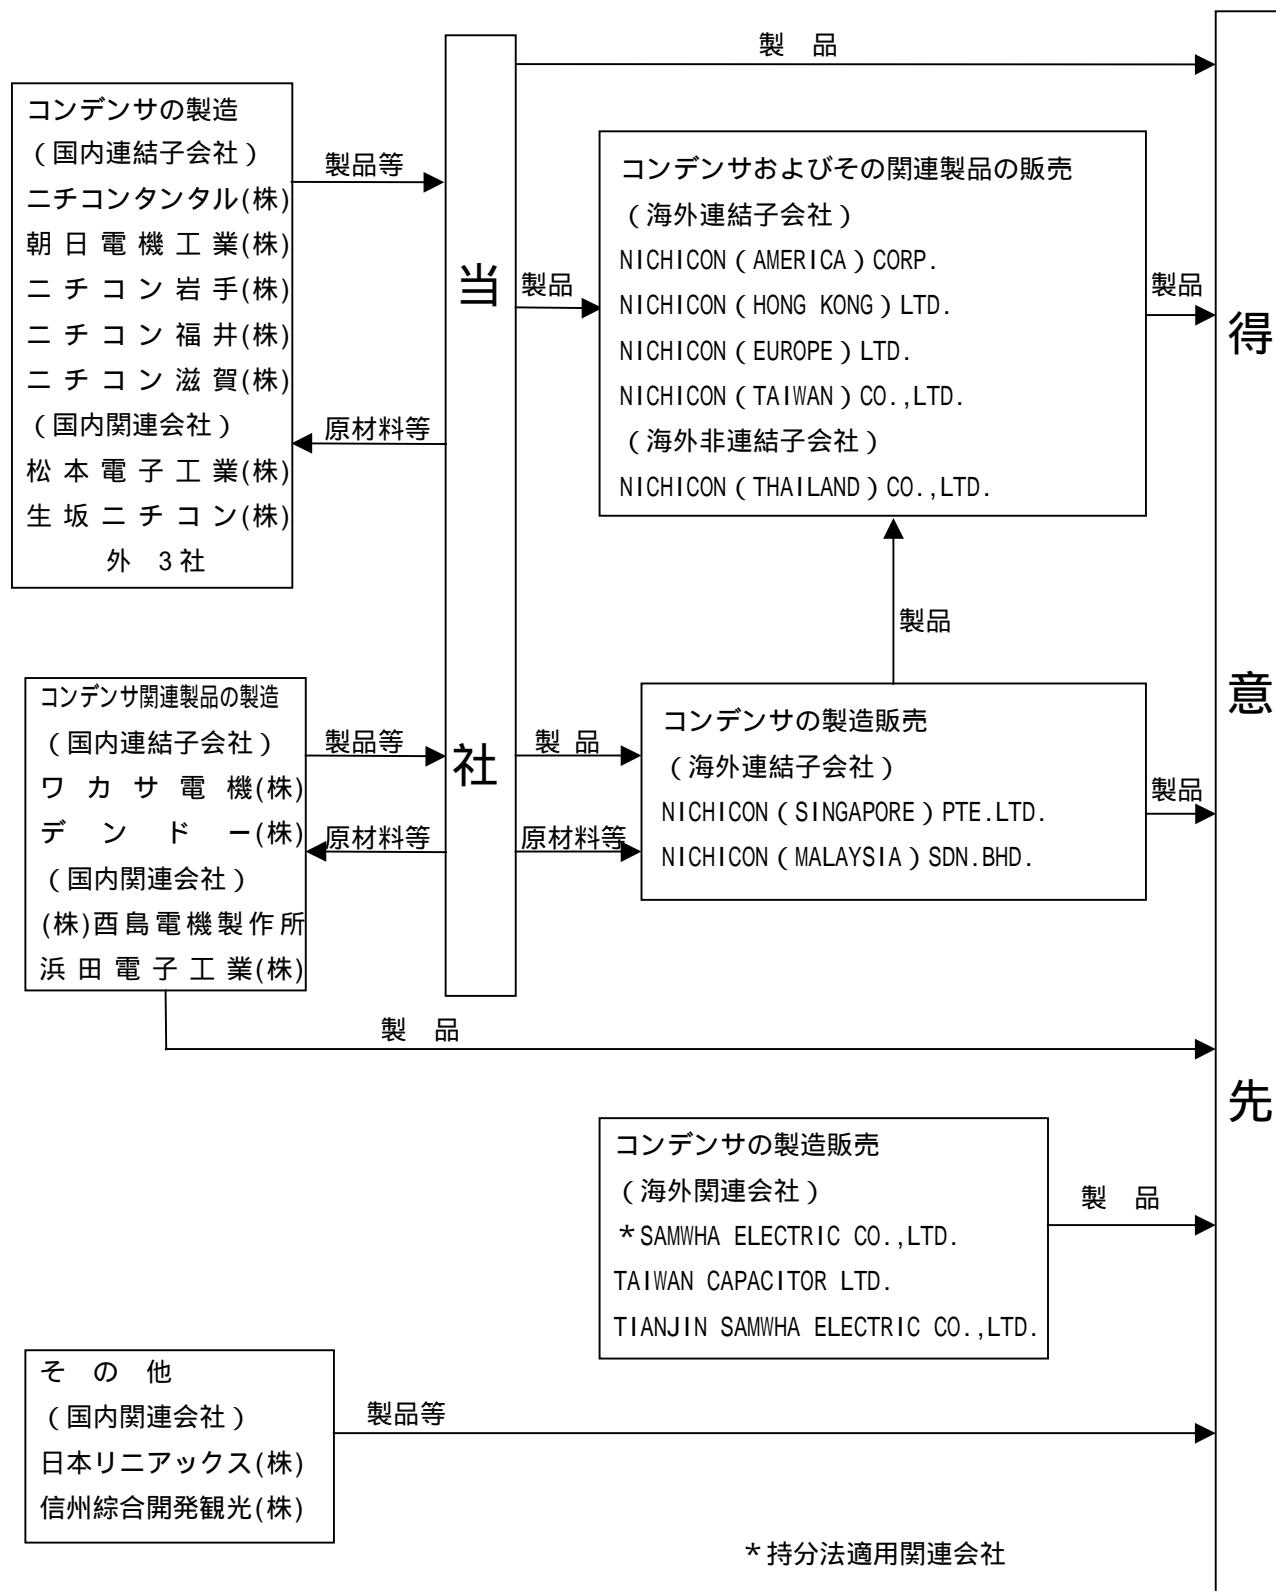 製　品
コンデンサの製造
（国内連結子会社）
ニチコンタンタル(株)
朝日電機工業(株)
ニチコン岩手(株)
ニチコン福井(株)
ニチコン滋賀(株)
（国内関連会社）
松本電子工業(株)
生坂ニチコン(株)
外　3社
製品等
原材料等
当
社
製品
コンデンサおよびその関連製品の販売
（海外連結子会社）
NICHICON（AMERICA）CORP.
NICHICON（HONG KONG）LTD.
NICHICON（EUROPE）LTD.
NICHICON（TAIWAN）CO.,LTD.
（海外非連結子会社）
NICHICON（THAILAND）CO.,LTD.
製品
得
意
先
製品
コンデンサ関連製品の製造
（国内連結子会社）
ワカサ電機(株)
デンドー(株)
（国内関連会社）
(株)酉島電機製作所
浜田電子工業(株)
製品等
原材料等
製品
原材料等
コンデンサの製造販売
（海外連結子会社）
NICHICON（SINGAPORE）PTE.LTD.
NICHICON（MALAYSIA）SDN.BHD.
製品
製　品
コンデンサの製造販売
（海外関連会社）
＊SAMWHA ELECTRIC CO.,LTD.
TAIWAN CAPACITOR LTD.
TIANJIN SAMWHA ELECTRIC CO.,LTD.
製　品
その他
（国内関連会社）
日本リニアックス(株)
信州綜合開発観光(株)
製品等
＊持分法適用関連会社